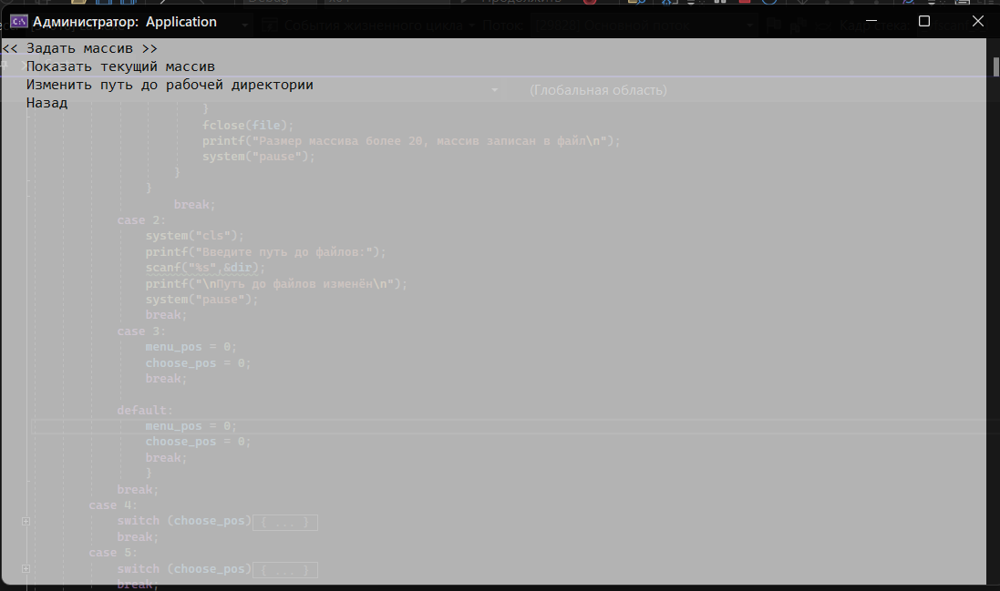 Администратор: Application
<< Задать массив >>
Показать текущий массив
Изменить путь до рабочей директории
Назад
(Глобальная область)
}
fclose(file);
printf("Размер массива более 20, массив записан в файл\n");
system("pause");
}
}
break;
case 2:
system("cls");
printf("Введите путь до файлов:");
scanf("%s",&dir);
printf("\nПуть до файлов изменён\n");
system("pause");
break;
case 3:
menu_pos = 0;
choose_pos = 0;
break;
default:
menu_pos = 0;
choose_pos = 0;
break;
}
break;
case 4:
switch (choose_pos) { ... }
break;
case 5:
switch (choose_pos) { ... }
break;